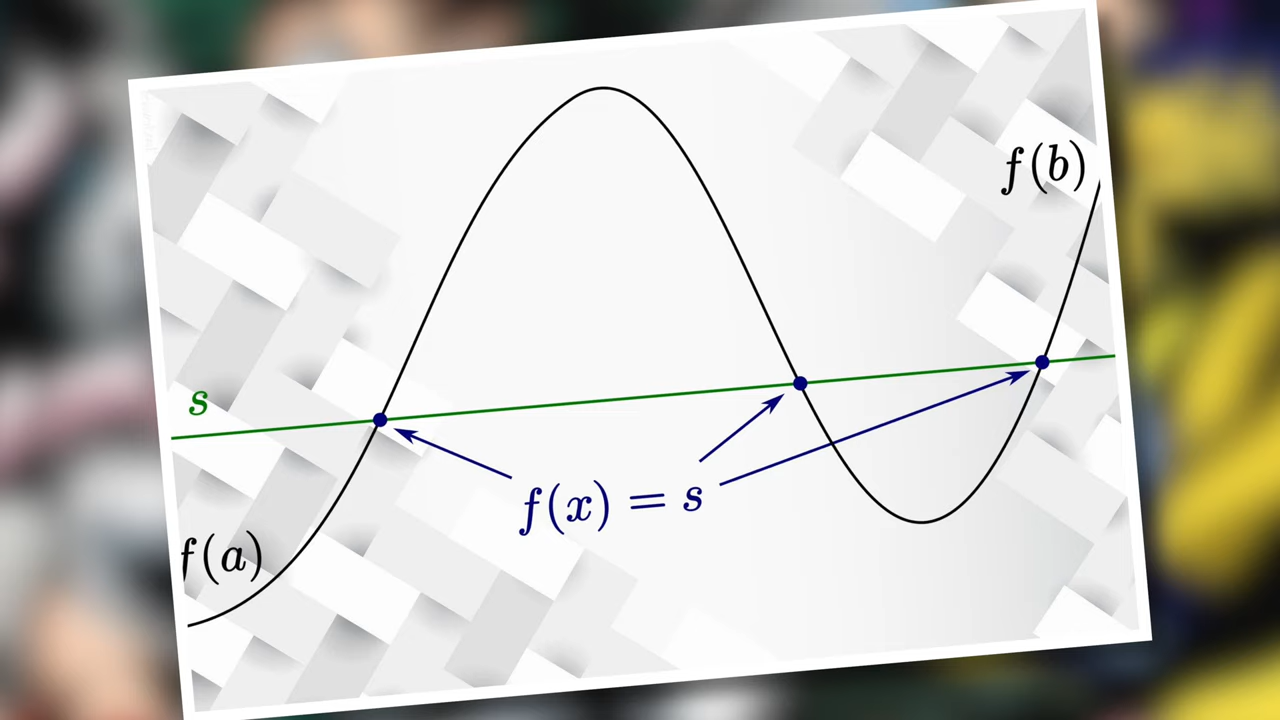 f(b)
s
f(x) = s
f(a)